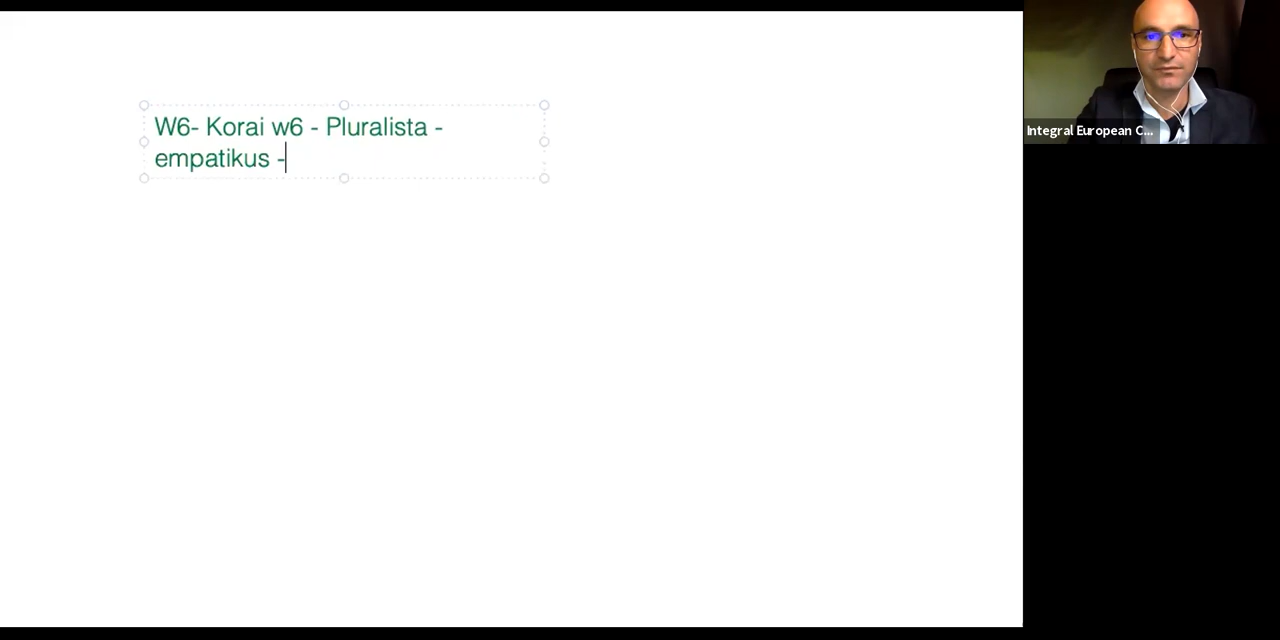 W6- Korai w6 - Pluralista -
empatikus -
Integral European C...